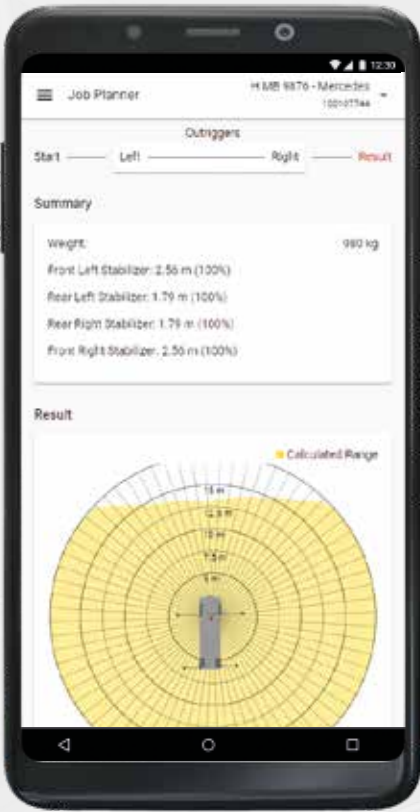 12:30
Job Planner
H MB 9876 - Mercedes
Outriggers
Start Left Right Result
Summary
Weight: 980 kg
Front Left Stabilizer: 2.56 m (100%)
Rear Left Stabilizer: 1.79 m (100%)
Rear Right Stabilizer: 1.79 m (100%)
Front Right Stabilizer: 2.56 m (100%)
Result
Calculated Range
15 m
12.5 m
10 m
7.5 m
5 m